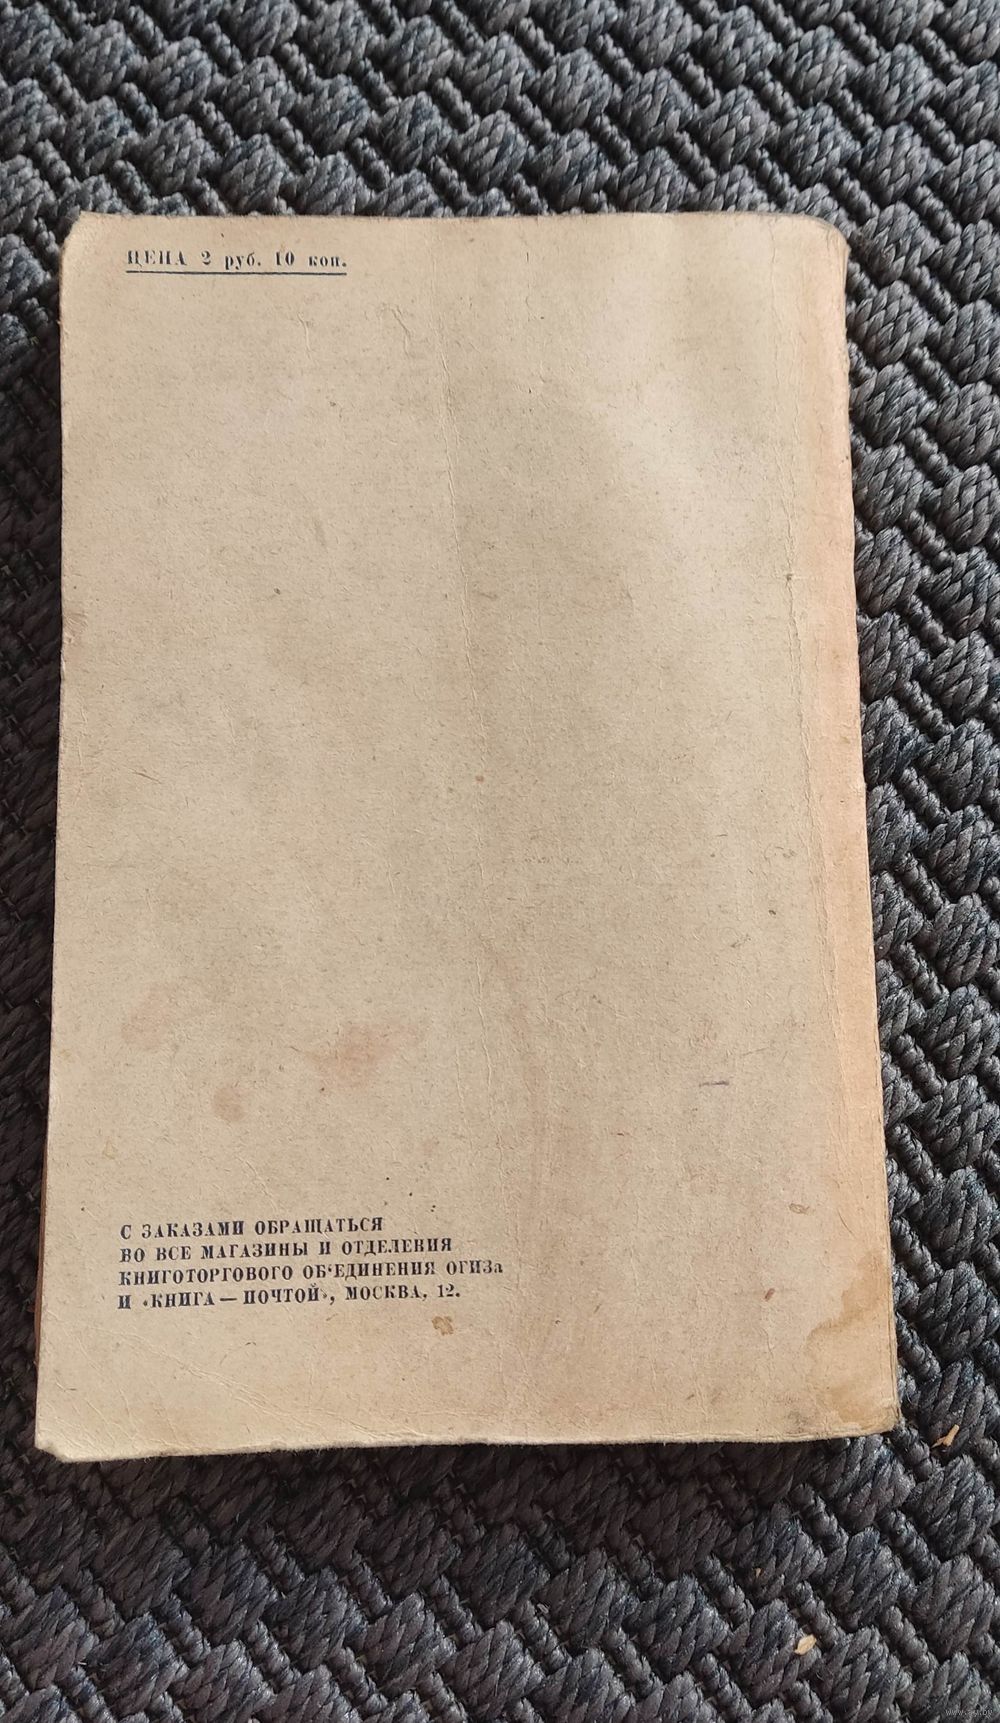 ЦЕНА 2 руб. 10 коп.
С ЗАКАЗАМИ ОБРАЩАТЬСЯ
ВО ВСЕ МАГАЗИНЫ И ОТДЕЛЕНИЯ
КНИГОТОРГОВОГО ОБ'ЕДИНЕНИЯ ОГИЗа
И «КНИГА — ПОЧТОЙ», МОСКВА, 12.